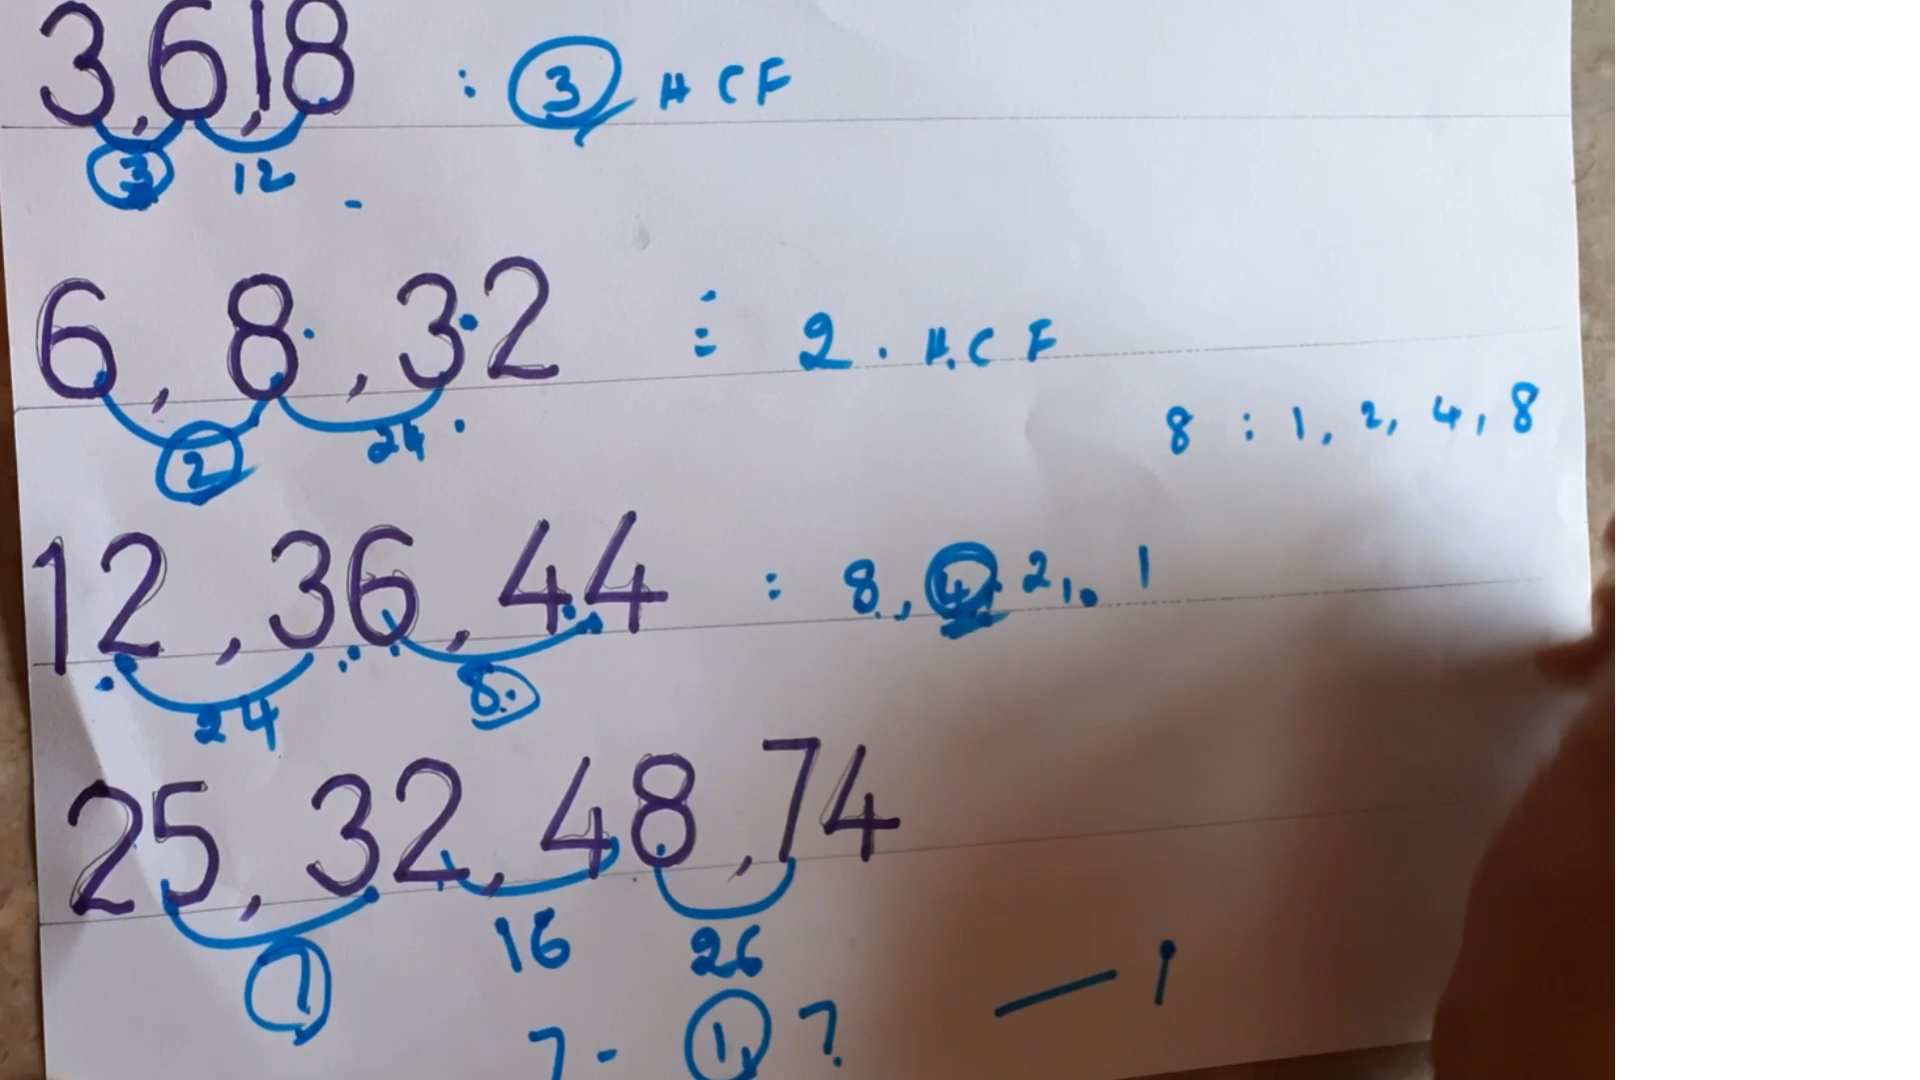 3,6,18 : 3 HCF
3 12
6, 8, 32 : 2. H.C F
2 24
8 : 1, 2, 4, 8
12, 36, 44 : 8, 4, 2, 1
24 8
25, 32, 48, 74
7 16 26
7 - 1, 7 — 1